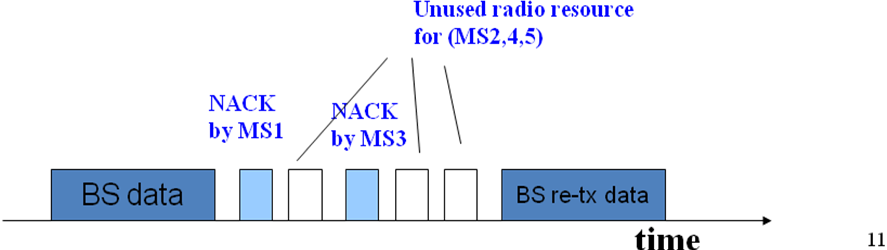 Unused radio resource
for (MS2,4,5)
NACK
by MS1
NACK
by MS3
BS data
BS re-tx data
time
11